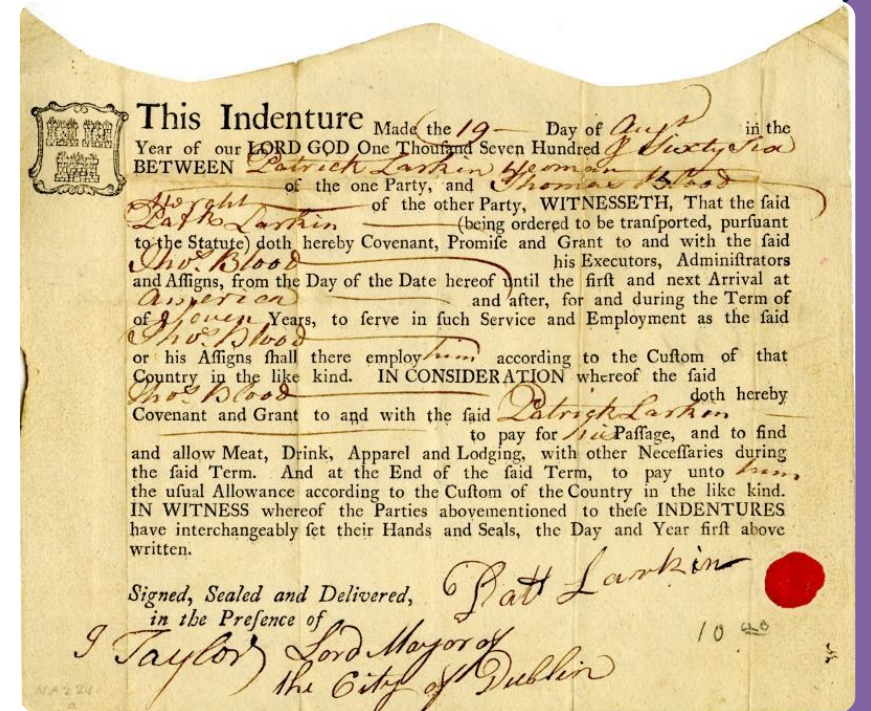 This Indenture Made the 19 Day of Augt in the
Year of our LORD GOD One Thouſand Seven Hundred & Sixty Six
BETWEEN Patrick Larkin Yeoman
of the one Party, and Thomas Blood
of the other Party, WITNESSETH, That the ſaid
Patk Larkin (being ordered to be tranſported, purſuant
to the Statute) doth hereby Covenant, Promiſe and Grant to and with the ſaid
Thos. Blood his Executors, Adminiſtrators
and Aſſigns, from the Day of the Date hereof until the firſt and next Arrival at
America and after, for and during the Term of
of Seven Years, to ſerve in ſuch Service and Employment as the ſaid
Thos. Blood
or his Aſſigns ſhall there employ him according to the Cuſtom of that
Country in the like kind. IN CONSIDERATION whereof the ſaid
Thos Blood doth hereby
Covenant and Grant to and with the ſaid Patrick Larkin
to pay for his Paſſage, and to find
and allow Meat, Drink, Apparel and Lodging, with other Neceſſaries during
the ſaid Term. And at the End of the ſaid Term, to pay unto him
the uſual Allowance according to the Cuſtom of the Country in the like kind.
IN WITNESS whereof the Parties abovementioned to theſe INDENTURES
have interchangeably ſet their Hands and Seals, the Day and Year firſt above
written.
Patt Larkin
Signed, Sealed and Delivered,
in the Preſence of
10
J Taylor Lord Mayor of
the City of Dublin